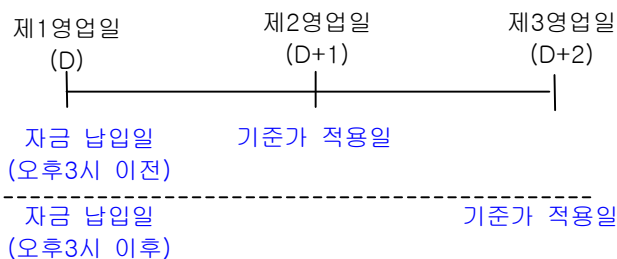 제1영업일 제2영업일 제3영업일
(D) (D+1) (D+2)
자금 납입일 기준가 적용일
(오후3시 이전)
자금 납입일 기준가 적용일
(오후3시 이후)